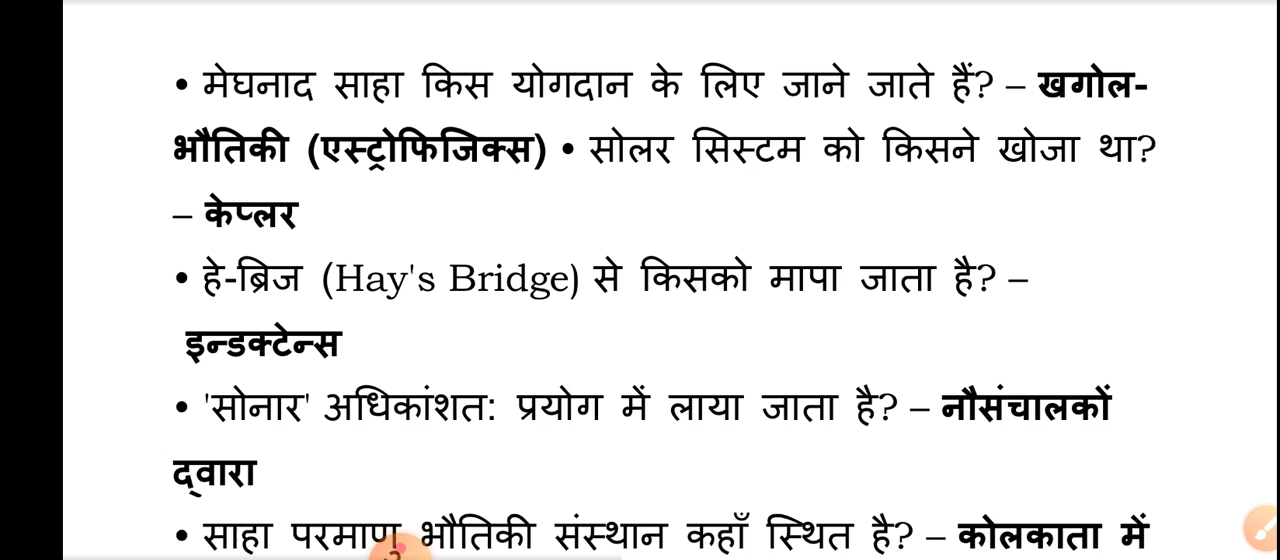 • मेघनाद साहा किस योगदान के लिए जाने जाते हैं? – खगोल-
भौतिकी (एस्ट्रोफिजिक्स) • सोलर सिस्टम को किसने खोजा था?
– केप्लर
• हे-ब्रिज (Hay's Bridge) से किसको मापा जाता है? –
इन्डक्टेन्स
• 'सोनार' अधिकांशत: प्रयोग में लाया जाता है? – नौसंचालकों
द्वारा
• साहा परमाणु भौतिकी संस्थान कहाँ स्थित है? – कोलकाता में